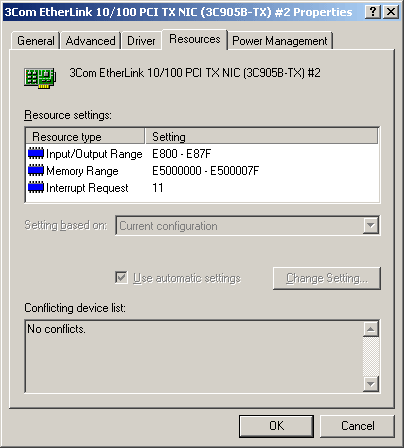 3Com EtherLink 10/100 PCI TX NIC (3C905B-TX) #2 Properties
General Advanced Driver Resources Power Management
3Com EtherLink 10/100 PCI TX NIC (3C905B-TX) #2
Resource settings:
Resource type Setting
Input/Output Range E800 - E87F
Memory Range E5000000 - E500007F
Interrupt Request 11
Setting based on: Current configuration
Use automatic settings Change Setting...
Conflicting device list:
No conflicts.
OK Cancel